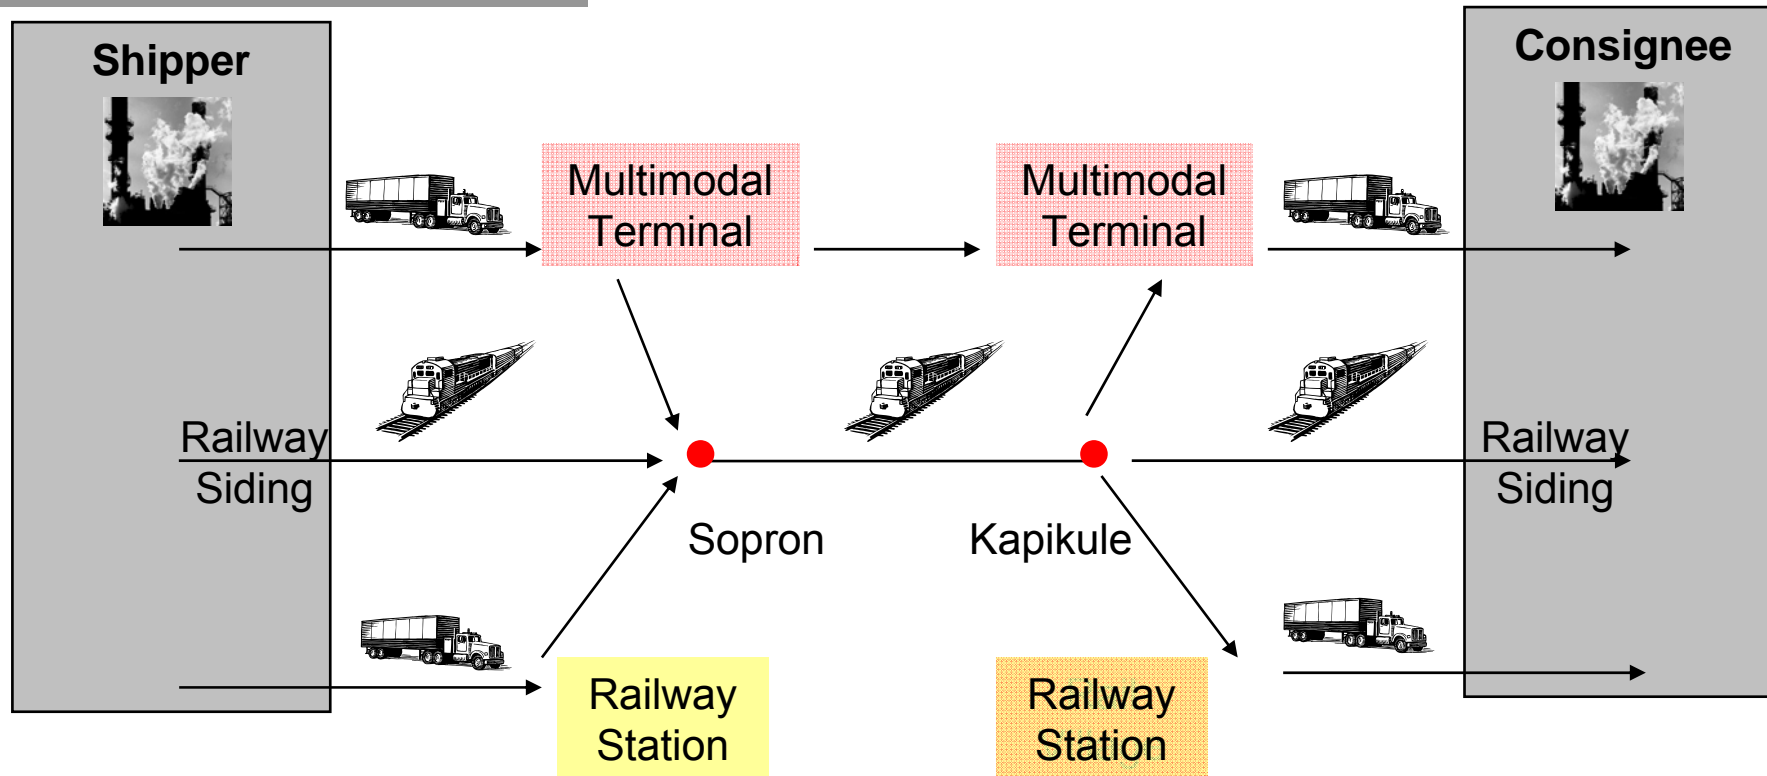 Shipper
Consignee
Multimodal
Terminal
Multimodal
Terminal
Railway
Siding
Railway
Siding
Sopron
Kapikule
Railway
Station
Railway
Station